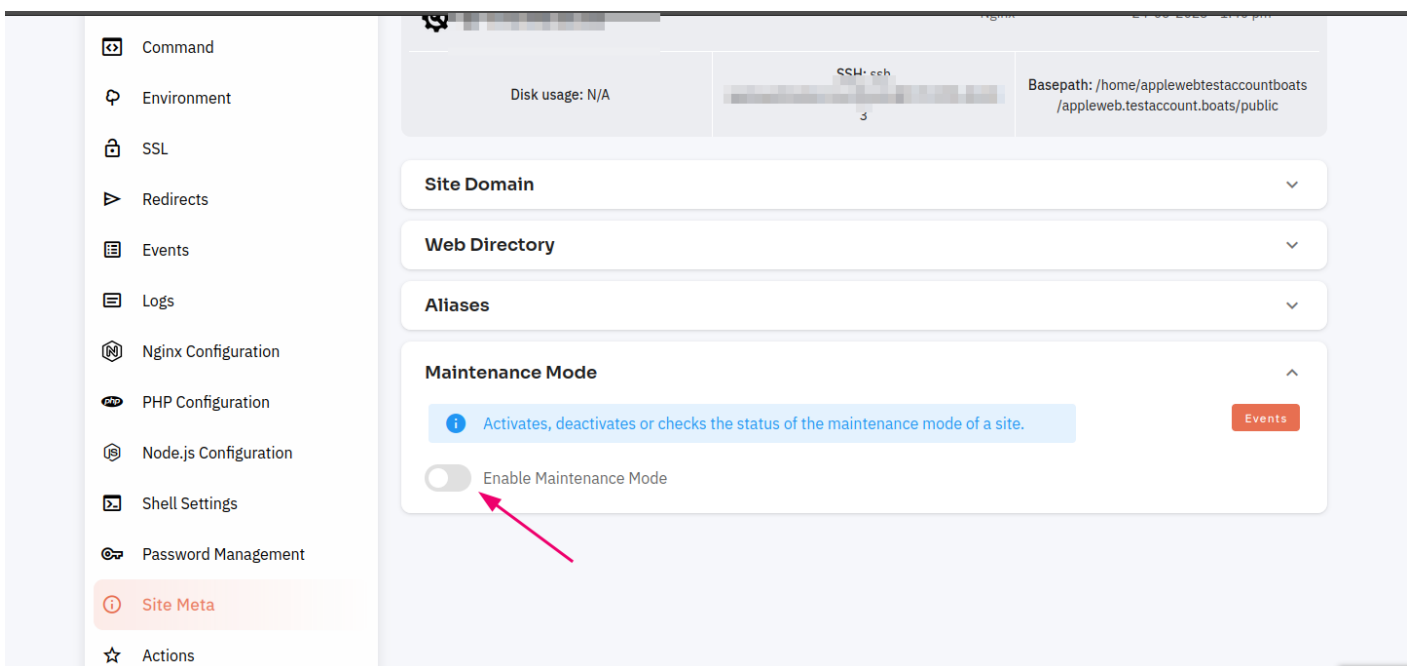 Command
Environment
SSL
Redirects
Events
Logs
Nginx Configuration
PHP Configuration
Node.js Configuration
Shell Settings
Password Management
Site Meta
Actions
Disk usage: N/A
SSH: ssh
3
Basepath: /home/applewebtestaccountboats
/appleweb.testaccount.boats/public
Site Domain
Web Directory
Aliases
Maintenance Mode
Activates, deactivates or checks the status of the maintenance mode of a site.
Events
Enable Maintenance Mode